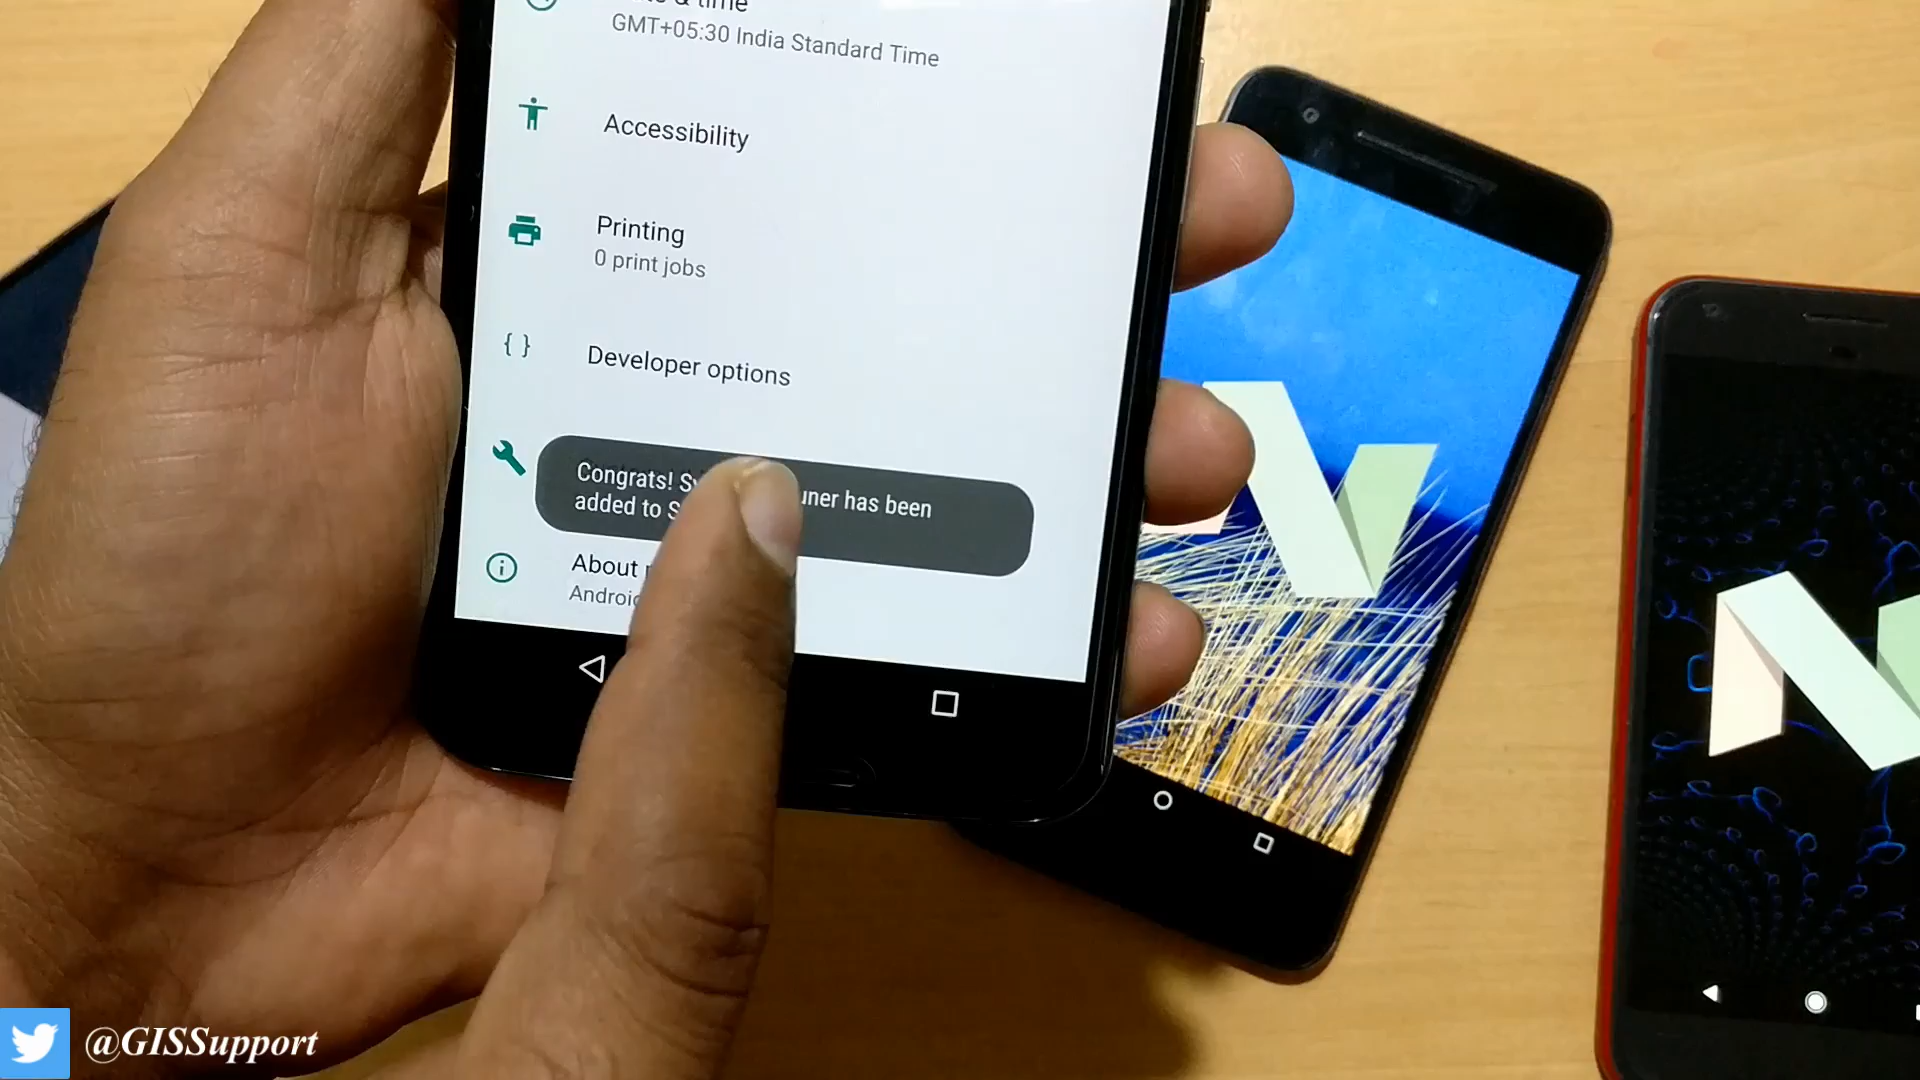 & time
GMT+05:30 India Standard Time
Accessibility
Printing
0 print jobs
{ } Developer options
Congrats! has been
added to
About
@GISSupport